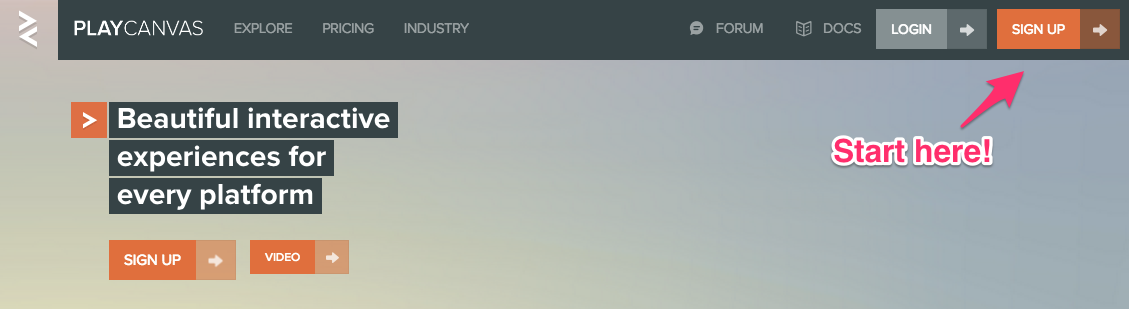 PLAYCANVAS EXPLORE PRICING INDUSTRY FORUM DOCS LOGIN SIGN UP
Start here!
Beautiful interactive
experiences for
every platform
SIGN UP VIDEO